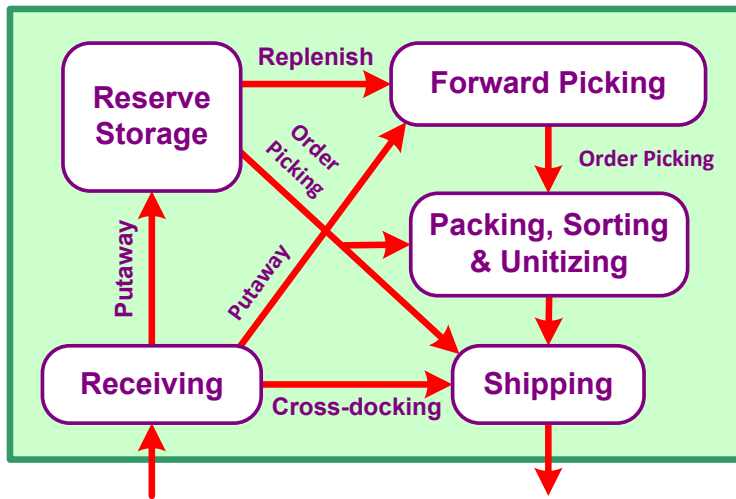 Replenish
Reserve
Storage
Forward Picking
Order
Picking
Order Picking
Putaway
Putaway
Packing, Sorting
& Unitizing
Receiving
Cross-docking
Shipping